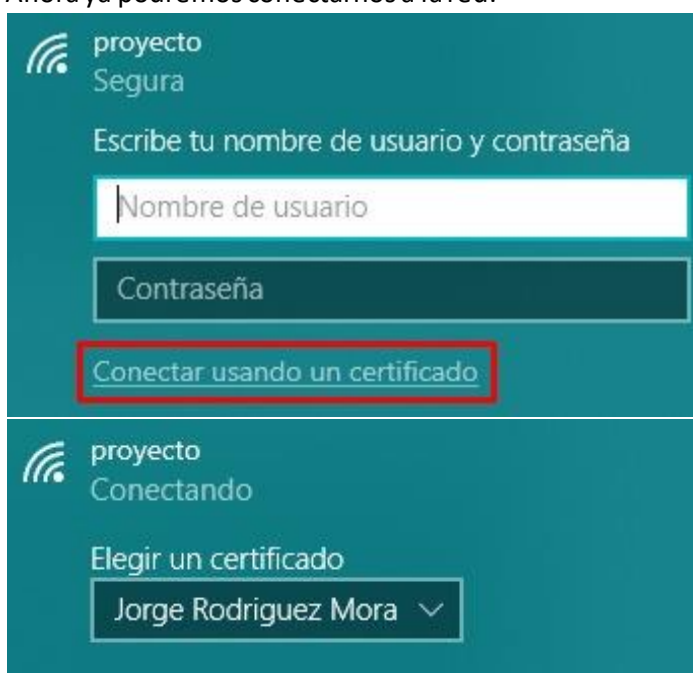 Ahora ya podremos conectarnos a la red:
proyecto
Segura
Escribe tu nombre de usuario y contraseña
Nombre de usuario
Contraseña
Conectar usando un certificado
proyecto
Conectando
Elegir un certificado
Jorge Rodriguez Mora